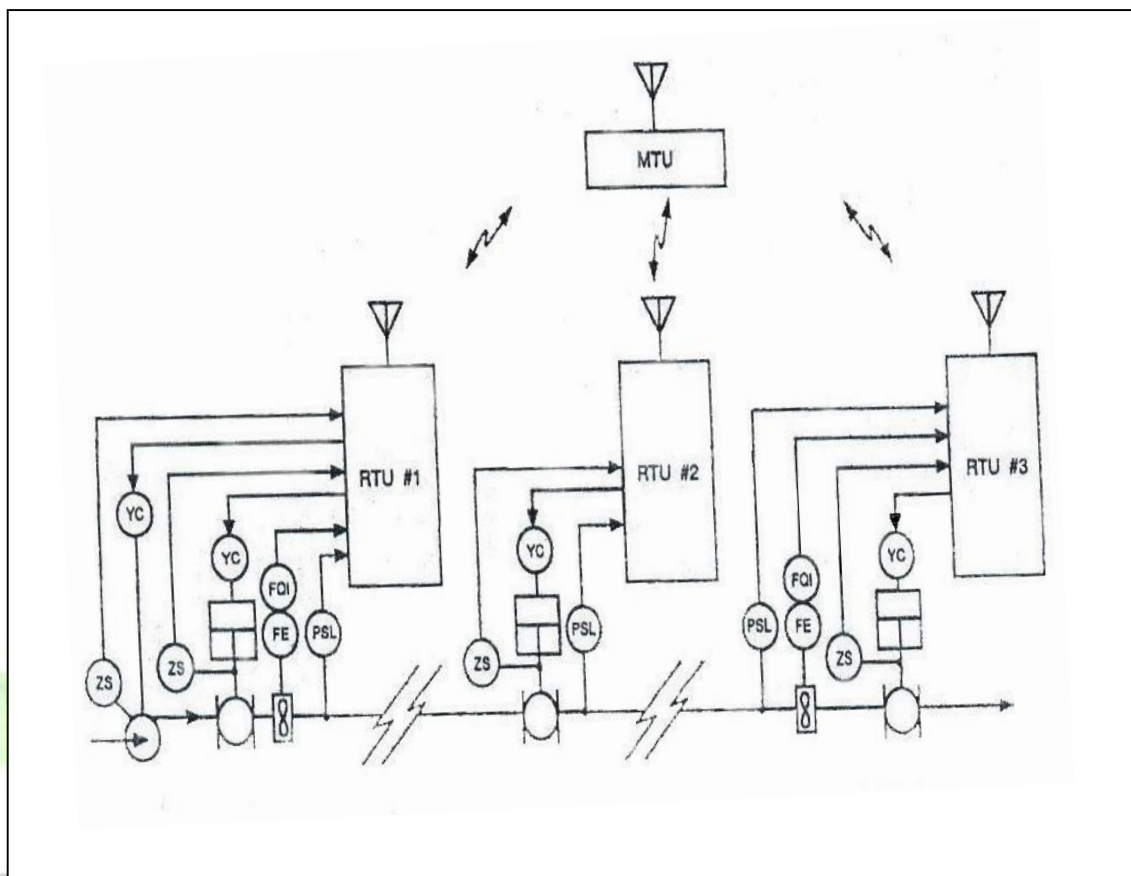 MTU
RTU #1
RTU #2
RTU #3
YC
YC
FQI
FE
PSL
ZS
ZS
YC
PSL
ZS
PSL
FQI
FE
YC
ZS